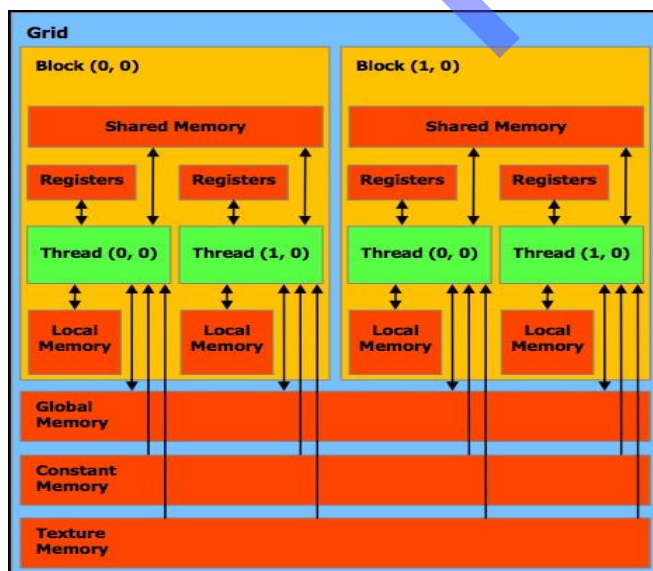 Grid
Block (0, 0)
Block (1, 0)
Shared Memory
Shared Memory
Registers
Registers
Registers
Registers
Thread (0, 0)
Thread (1, 0)
Thread (0, 0)
Thread (1, 0)
Local
Memory
Local
Memory
Local
Memory
Local
Memory
Global
Memory
Constant
Memory
Texture
Memory